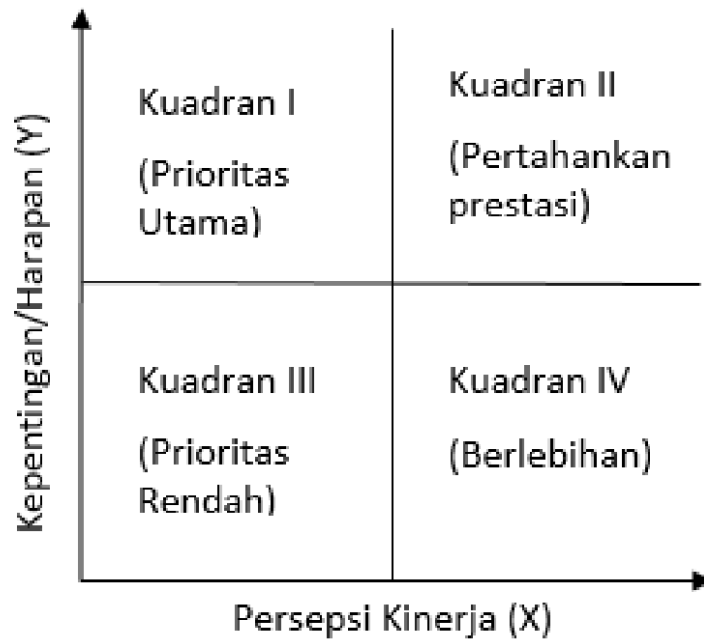 Kepentingan/Harapan (Y)
Kuadran I
(Prioritas
Utama)
Kuadran II
(Pertahankan
prestasi)
Kuadran III
(Prioritas
Rendah)
Kuadran IV
(Berlebihan)
Persepsi Kinerja (X)